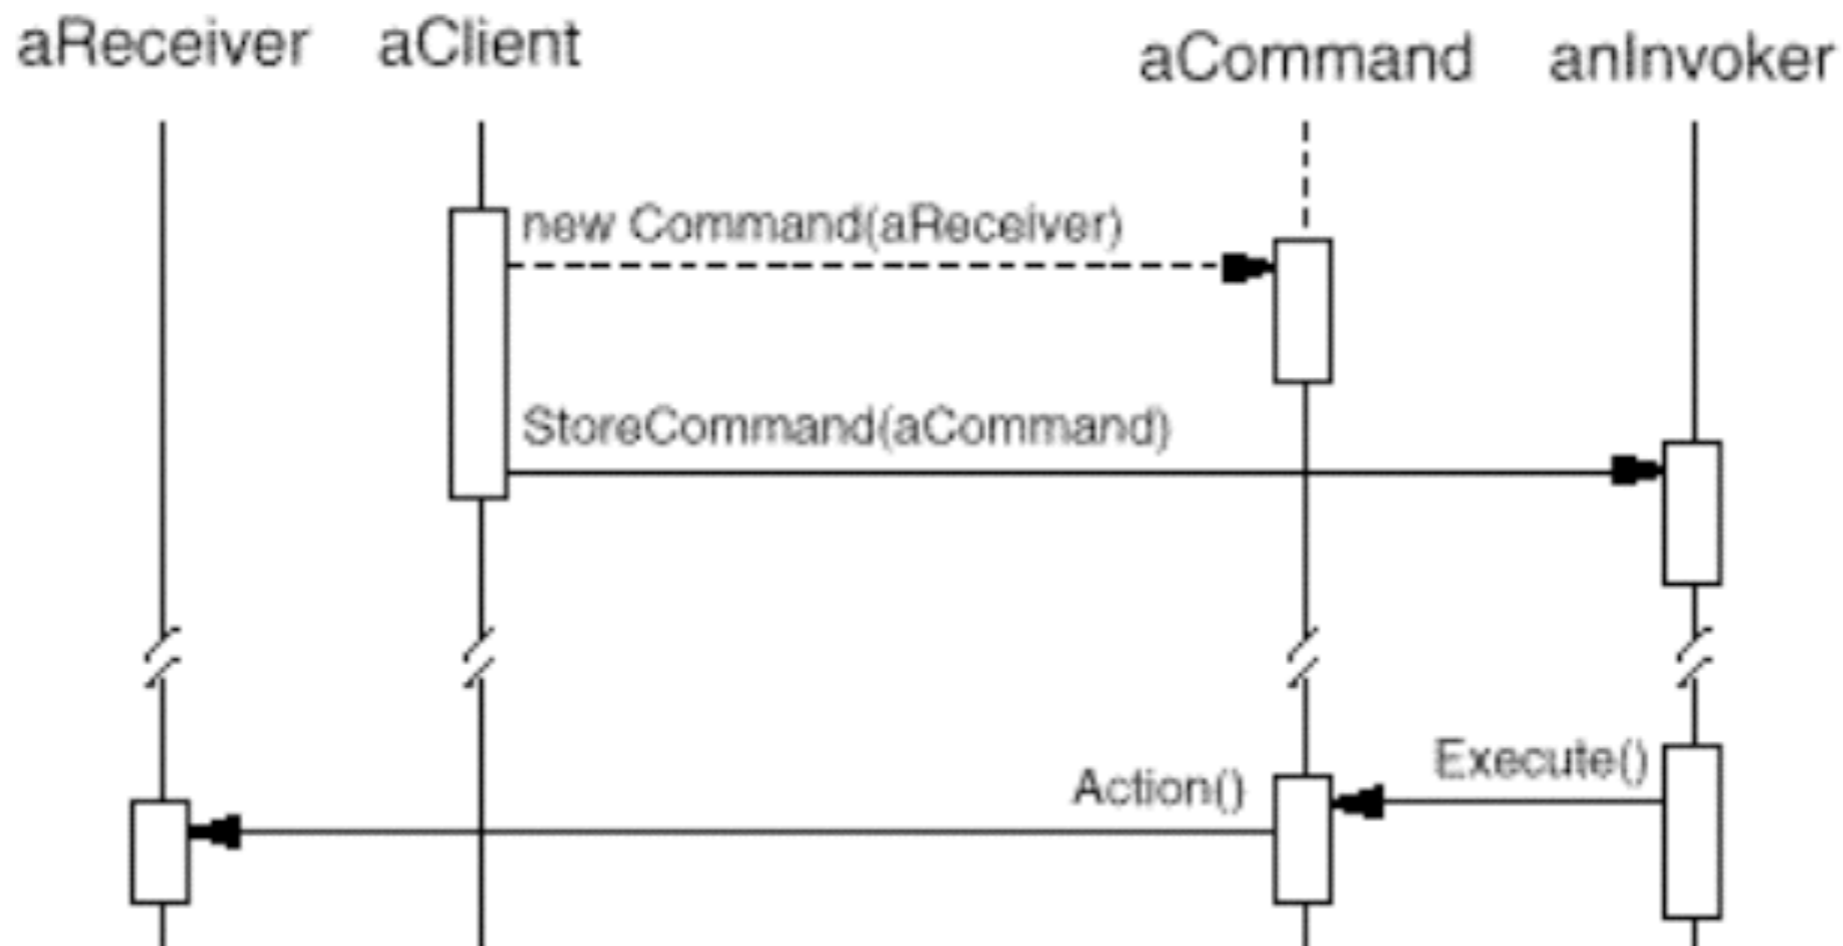 aReceiver aClient aCommand anInvoker
new Command(aReceiver)
StoreCommand(aCommand)
Execute()
Action()